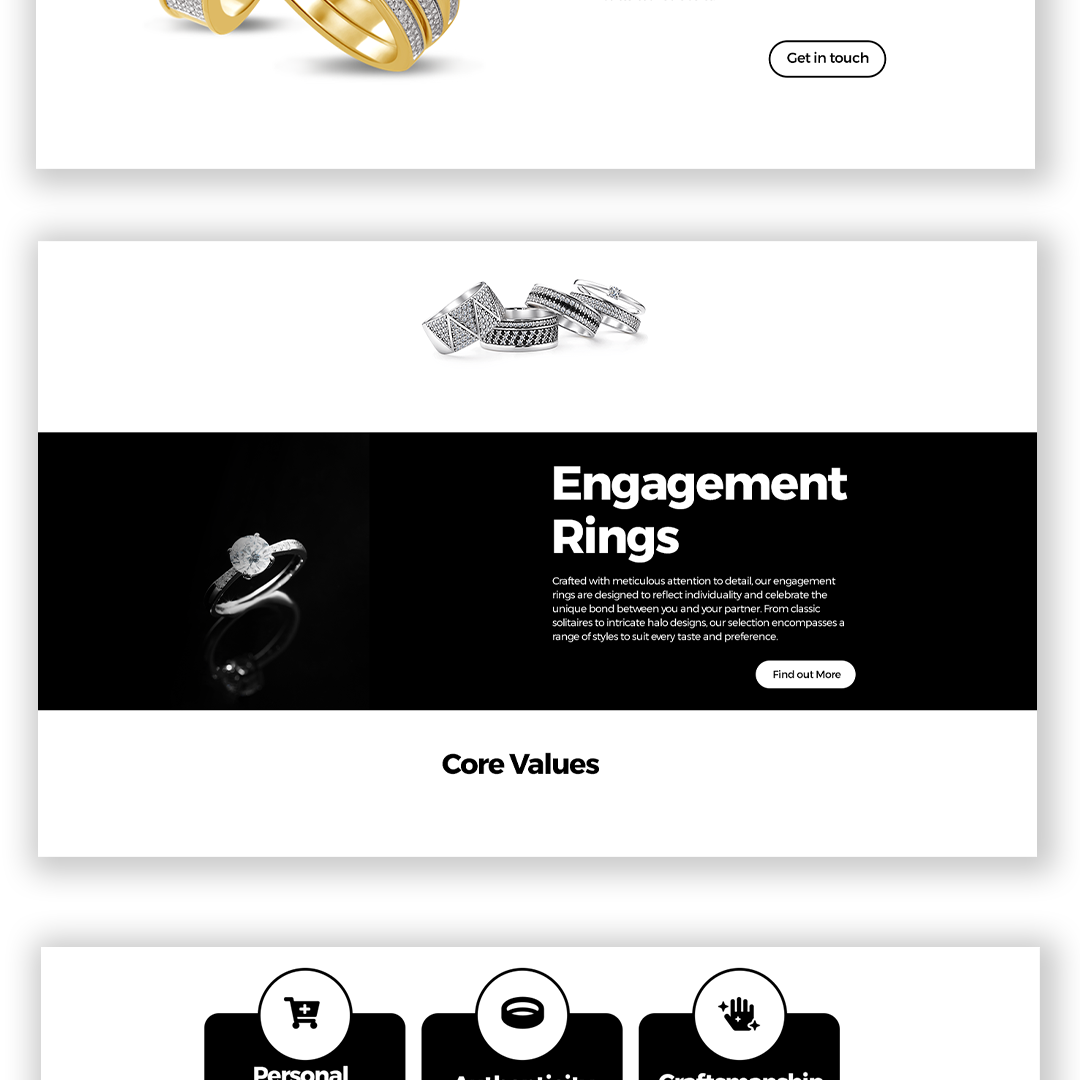 Get in touch
Engagement
Rings
Crafted with meticulous attention to detail, our engagement
rings are designed to reflect individuality and celebrate the
unique bond between you and your partner. From classic
solitaires to intricate halo designs, our selection encompasses a
range of styles to suit every taste and preference.
Find out More
Core Values
Personal
Authenticity
Craftsmanship